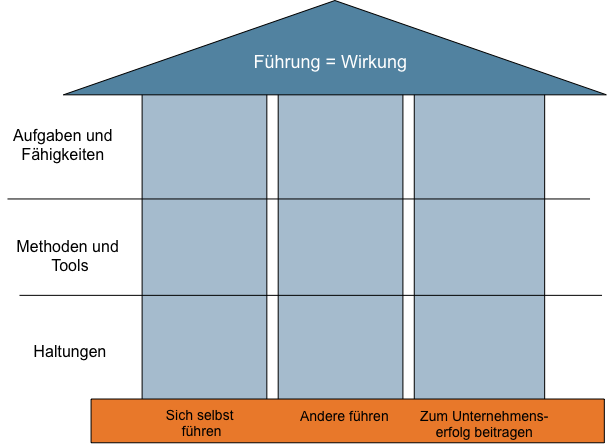 Führung = Wirkung
Aufgaben und
Fähigkeiten
Methoden und
Tools
Haltungen
Sich selbst
führen
Andere führen
Zum Unternehmens-
erfolg beitragen